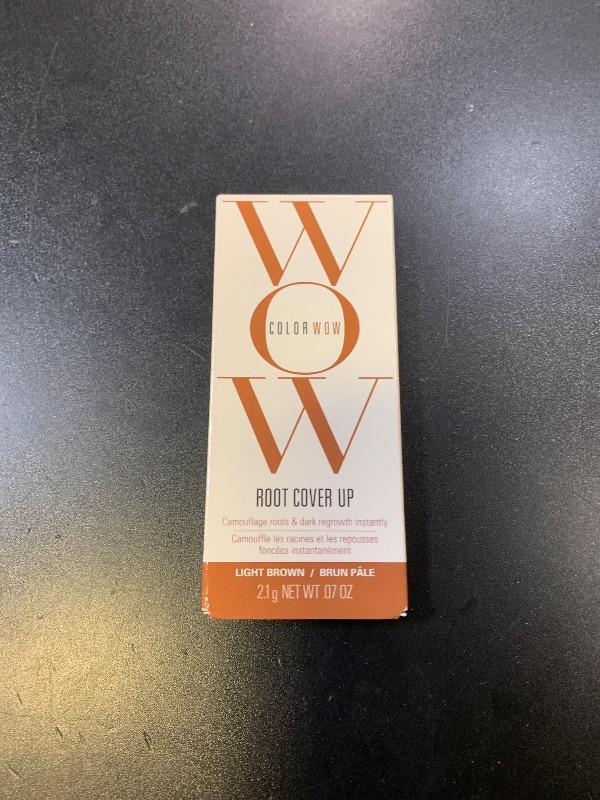 W
O
COLOR WOW
W
ROOT COVER UP
Camouflage roots & dark regrowth instantly
Camouffle les racines et les repousses
foncées instantanément
LIGHT BROWN / BRUN PÂLE
2.1 g NET WT .07 OZ